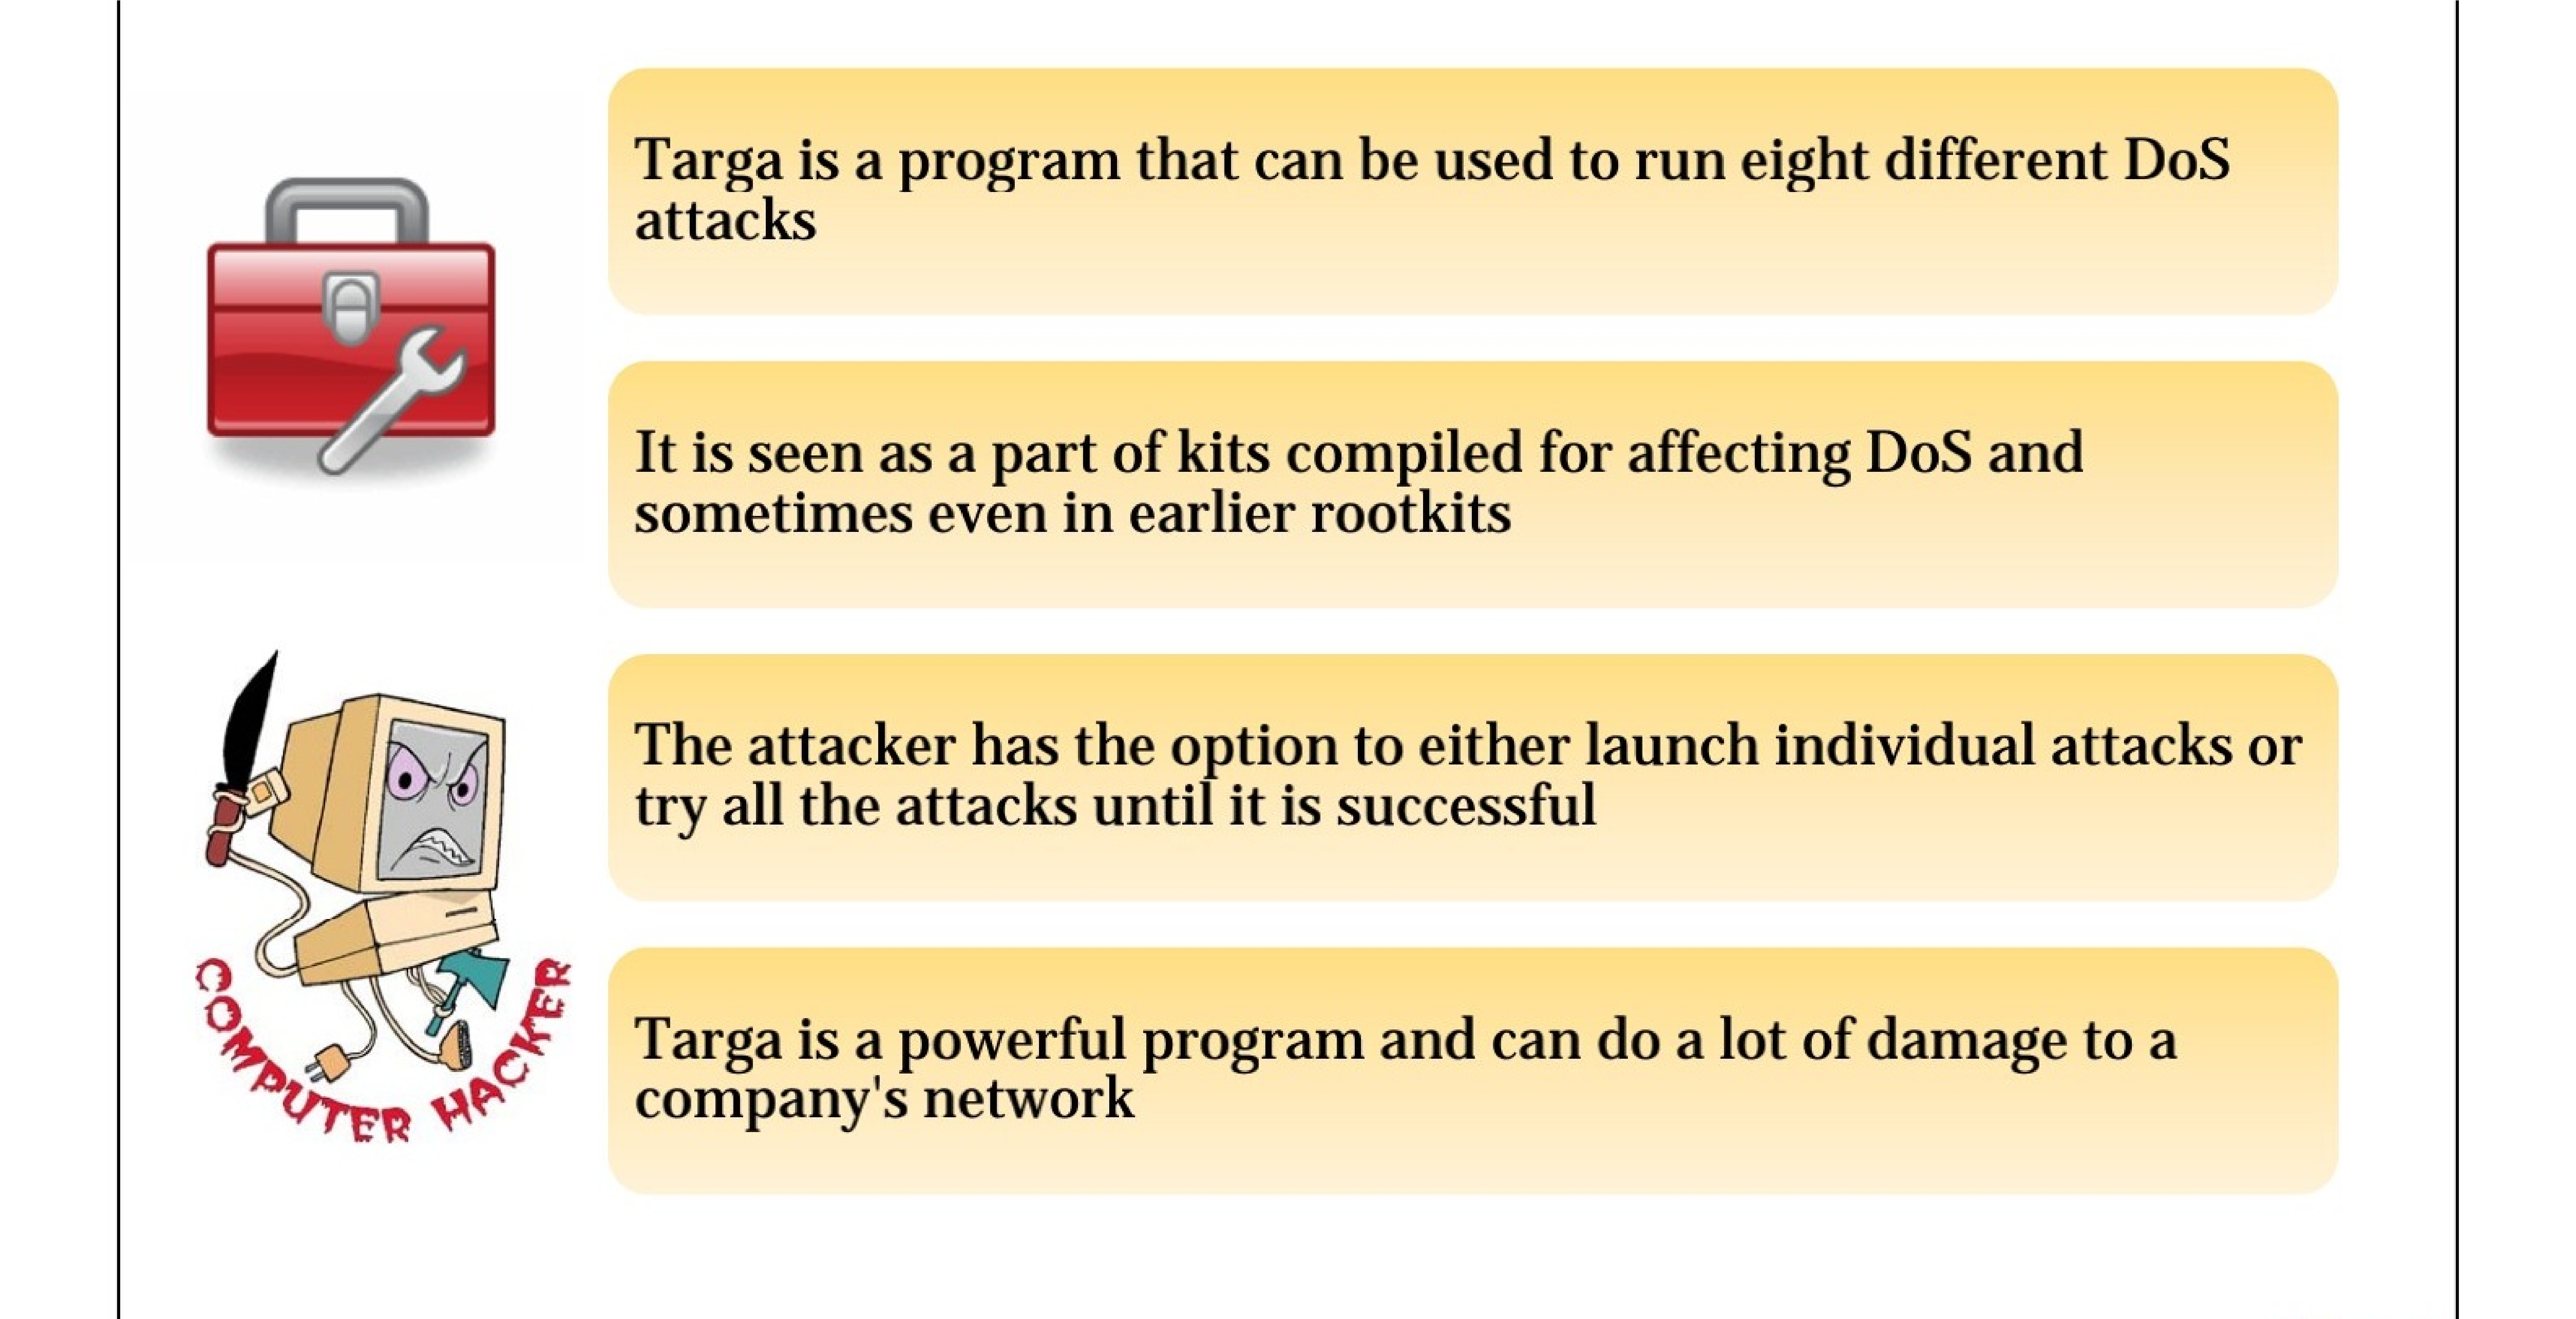 Targa is a program that can be used to run eight different DoS
attacks
It is seen as a part of kits compiled for affecting DoS and
sometimes even in earlier rootkits
The attacker has the option to either launch individual attacks or
try all the attacks until it is successful
COMPUTER HACKER
Targa is a powerful program and can do a lot of damage to a
company's network